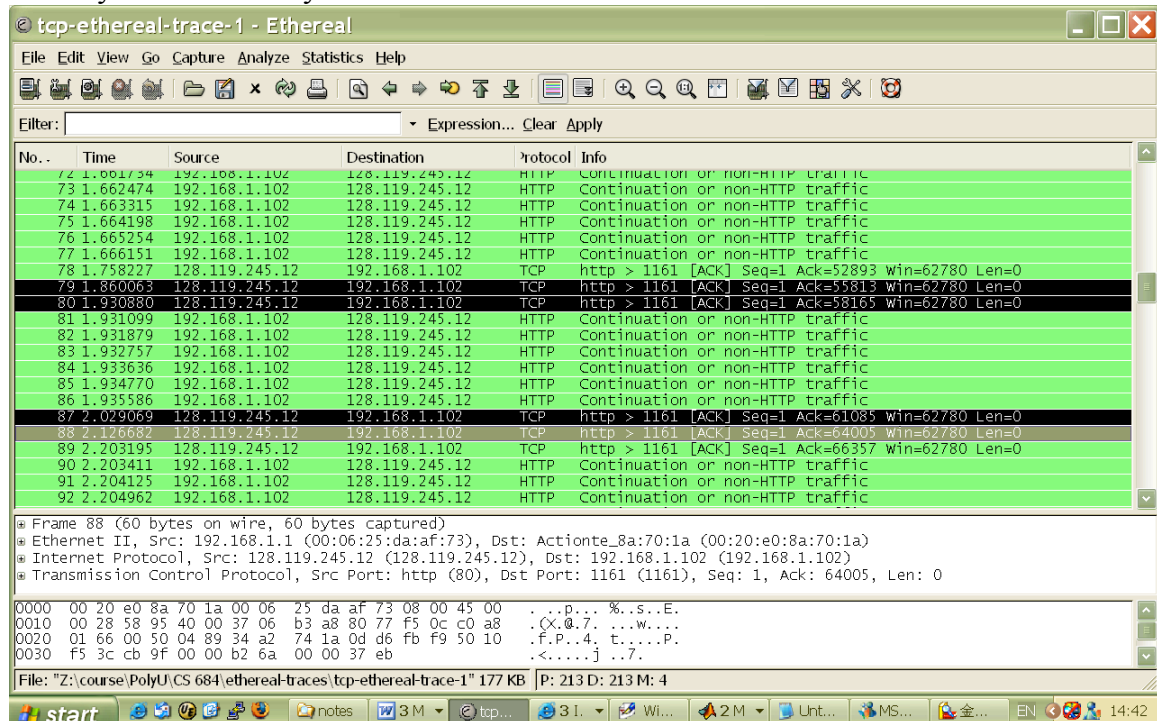 tcp-ethereal-trace-1 - Ethereal
File Edit View Go Capture Analyze Statistics Help
Filter: Expression... Clear Apply
No. . Time Source Destination Protocol Info
72 1.661734 192.168.1.102 128.119.245.12 HTTP Continuation or non-HTTP traffic
73 1.662474 192.168.1.102 128.119.245.12 HTTP Continuation or non-HTTP traffic
74 1.663315 192.168.1.102 128.119.245.12 HTTP Continuation or non-HTTP traffic
75 1.664198 192.168.1.102 128.119.245.12 HTTP Continuation or non-HTTP traffic
76 1.665254 192.168.1.102 128.119.245.12 HTTP Continuation or non-HTTP traffic
77 1.666151 192.168.1.102 128.119.245.12 HTTP Continuation or non-HTTP traffic
78 1.758227 128.119.245.12 192.168.1.102 TCP http > 1161 [ACK] Seq=1 Ack=52893 Win=62780 Len=0
79 1.860063 128.119.245.12 192.168.1.102 TCP http > 1161 [ACK] Seq=1 Ack=55813 Win=62780 Len=0
80 1.930880 128.119.245.12 192.168.1.102 TCP http > 1161 [ACK] Seq=1 Ack=58165 Win=62780 Len=0
81 1.931099 192.168.1.102 128.119.245.12 HTTP Continuation or non-HTTP traffic
82 1.931879 192.168.1.102 128.119.245.12 HTTP Continuation or non-HTTP traffic
83 1.932757 192.168.1.102 128.119.245.12 HTTP Continuation or non-HTTP traffic
84 1.933636 192.168.1.102 128.119.245.12 HTTP Continuation or non-HTTP traffic
85 1.934770 192.168.1.102 128.119.245.12 HTTP Continuation or non-HTTP traffic
86 1.935586 192.168.1.102 128.119.245.12 HTTP Continuation or non-HTTP traffic
87 2.029069 128.119.245.12 192.168.1.102 TCP http > 1161 [ACK] Seq=1 Ack=61085 Win=62780 Len=0
88 2.126682 128.119.245.12 192.168.1.102 TCP http > 1161 [ACK] Seq=1 Ack=64005 Win=62780 Len=0
89 2.203195 128.119.245.12 192.168.1.102 TCP http > 1161 [ACK] Seq=1 Ack=66357 Win=62780 Len=0
90 2.203411 192.168.1.102 128.119.245.12 HTTP Continuation or non-HTTP traffic
91 2.204125 192.168.1.102 128.119.245.12 HTTP Continuation or non-HTTP traffic
92 2.204962 192.168.1.102 128.119.245.12 HTTP Continuation or non-HTTP traffic
Frame 88 (60 bytes on wire, 60 bytes captured)
Ethernet II, Src: 192.168.1.1 (00:06:25:da:af:73), Dst: Actionte_8a:70:1a (00:20:e0:8a:70:1a)
Internet Protocol, Src: 128.119.245.12 (128.119.245.12), Dst: 192.168.1.102 (192.168.1.102)
Transmission Control Protocol, Src Port: http (80), Dst Port: 1161 (1161), Seq: 1, Ack: 64005, Len: 0
0000 00 20 e0 8a 70 1a 00 06 25 da af 73 08 00 45 00 . ..p... %..s..E.
0010 00 28 58 95 40 00 37 06 b3 a8 80 77 f5 0c c0 a8 .(X.@.7. ...w....
0020 01 66 00 50 04 89 34 a2 74 1a 0d d6 fb f9 50 10 .f.P..4. t.....P.
0030 f5 3c cb 9f 00 00 b2 6a 00 00 37 eb .<.....j ..7.
File: "Z:\course\PolyU\CS 684\ethereal-traces\tcp-ethereal-trace-1" 177 KB P: 213 D: 213 M: 4
start notes 3 M tcp... 3 I. Wi... 2 M Unt... MS... 金... EN 14:42